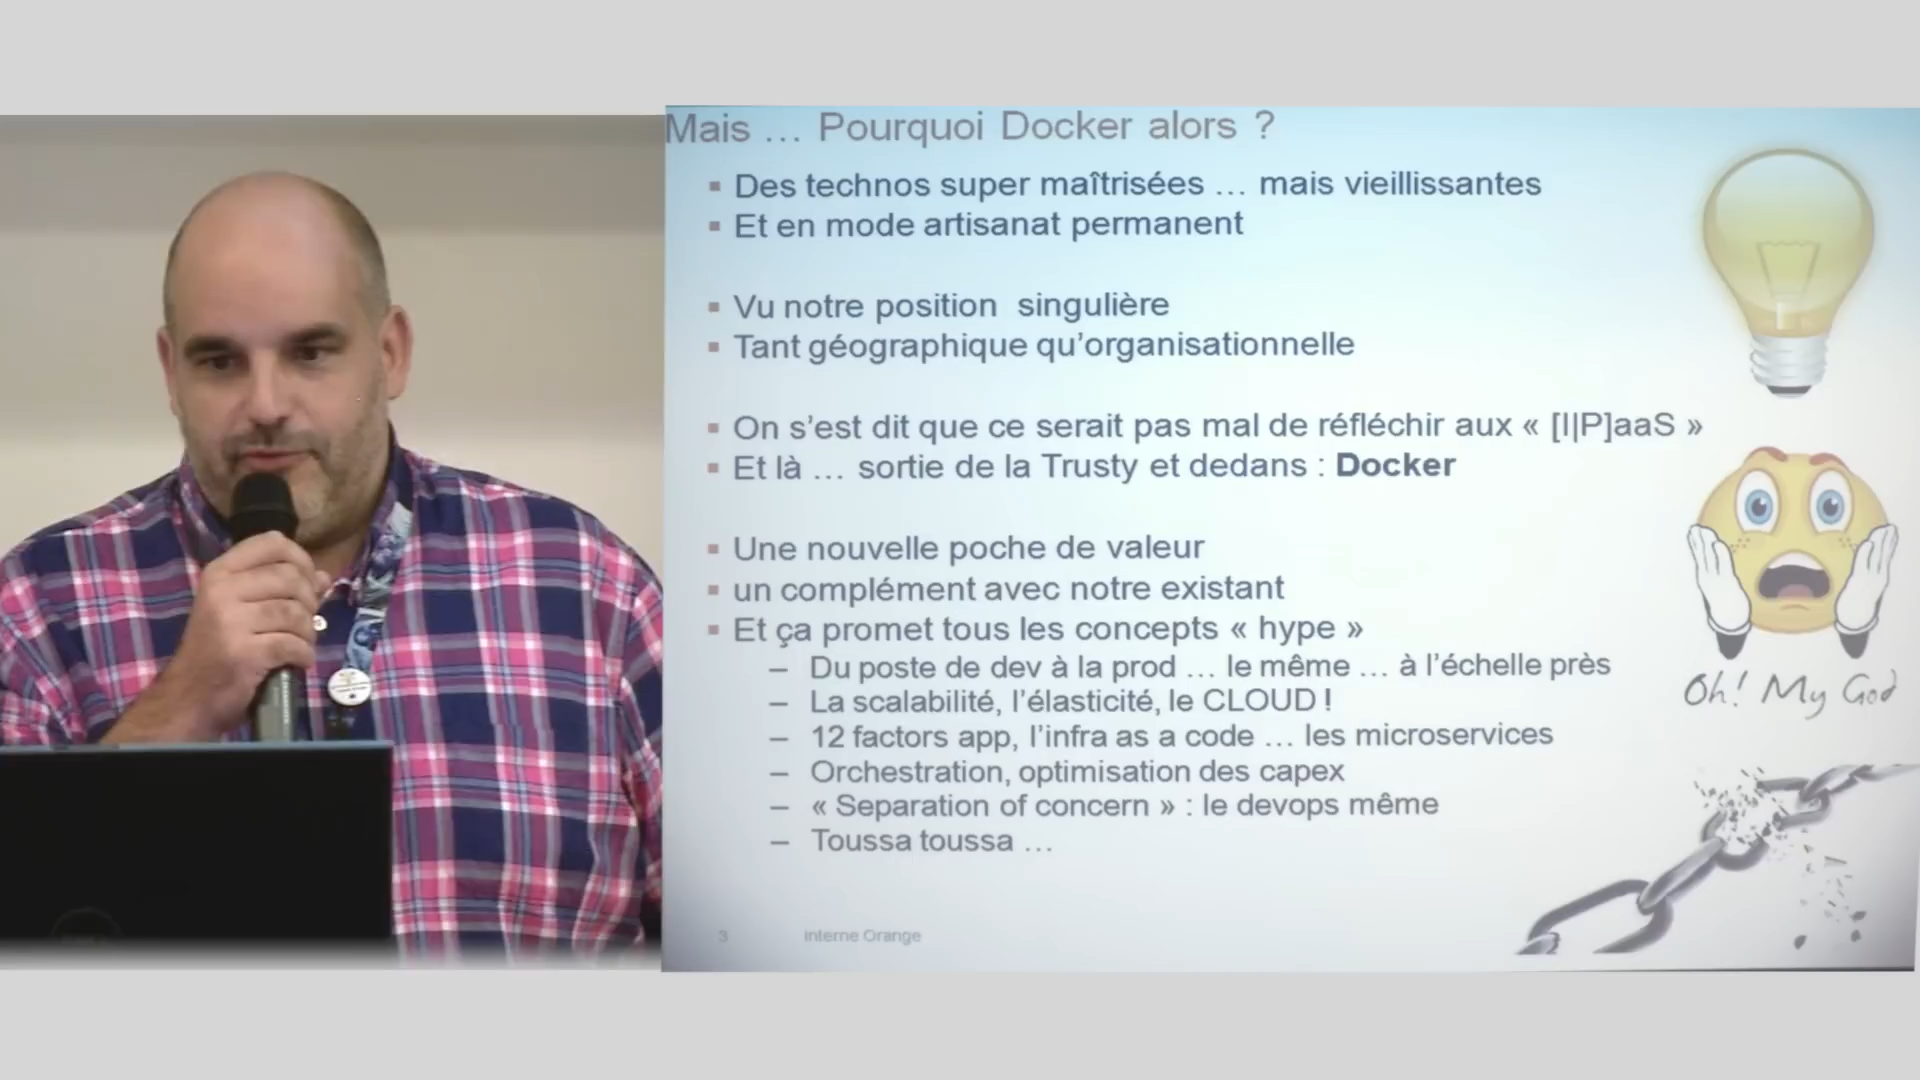 Mais … Pourquoi Docker alors ?
Des technos super maîtrisées … mais vieillissantes
Et en mode artisanat permanent
Vu notre position singulière
Tant géographique qu’organisationnelle
On s’est dit que ce serait pas mal de réfléchir aux « [I|P]aaS »
Et là … sortie de la Trusty et dedans : Docker
Une nouvelle poche de valeur
un complément avec notre existant
Et ça promet tous les concepts « hype »
– Du poste de dev à la prod … le même … à l’échelle près
– La scalabilité, l’élasticité, le CLOUD !
– 12 factors app, l’infra as a code … les microservices
– Orchestration, optimisation des capex
– « Separation of concern » : le devops même
– Toussa toussa …
Oh! My God
3 Interne Orange